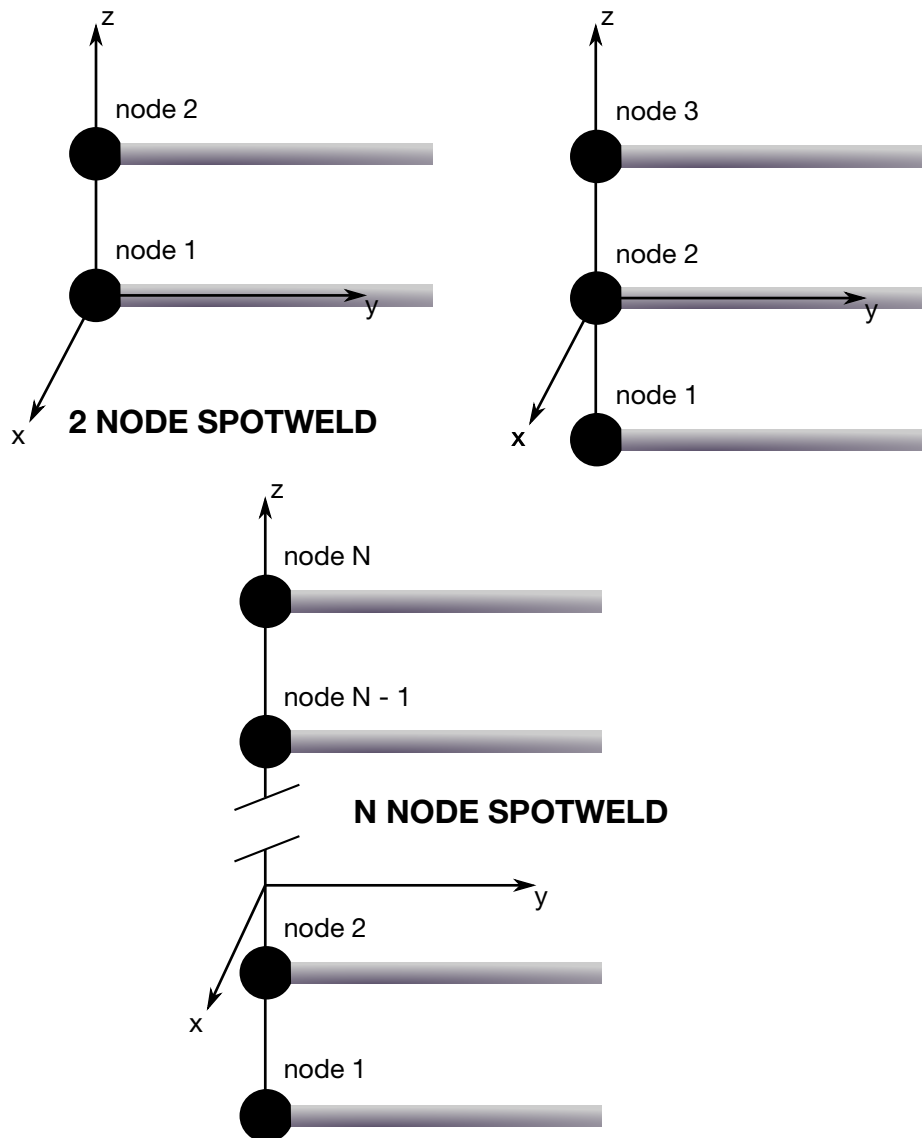 z
node 2
node 1
y
x
2 NODE SPOTWELD
z
node 3
node 2
y
node 1
x
z
node N
node N - 1
N NODE SPOTWELD
y
node 2
x
node 1